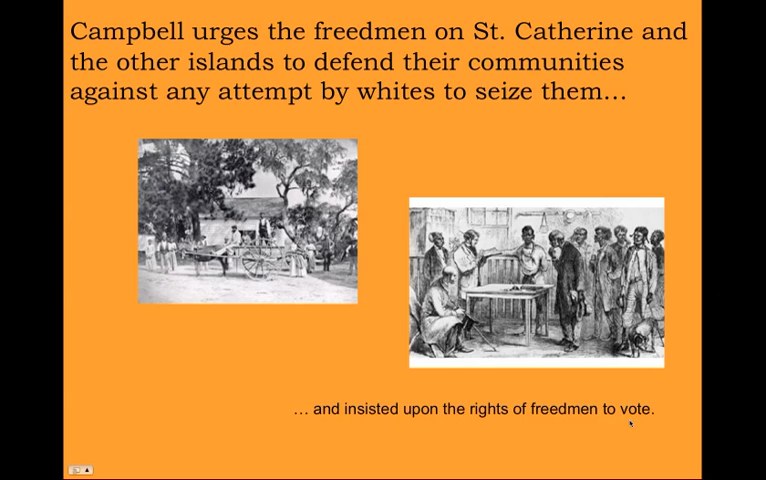 Campbell urges the freedmen on St. Catherine and
the other islands to defend their communities
against any attempt by whites to seize them…
… and insisted upon the rights of freedmen to vote.